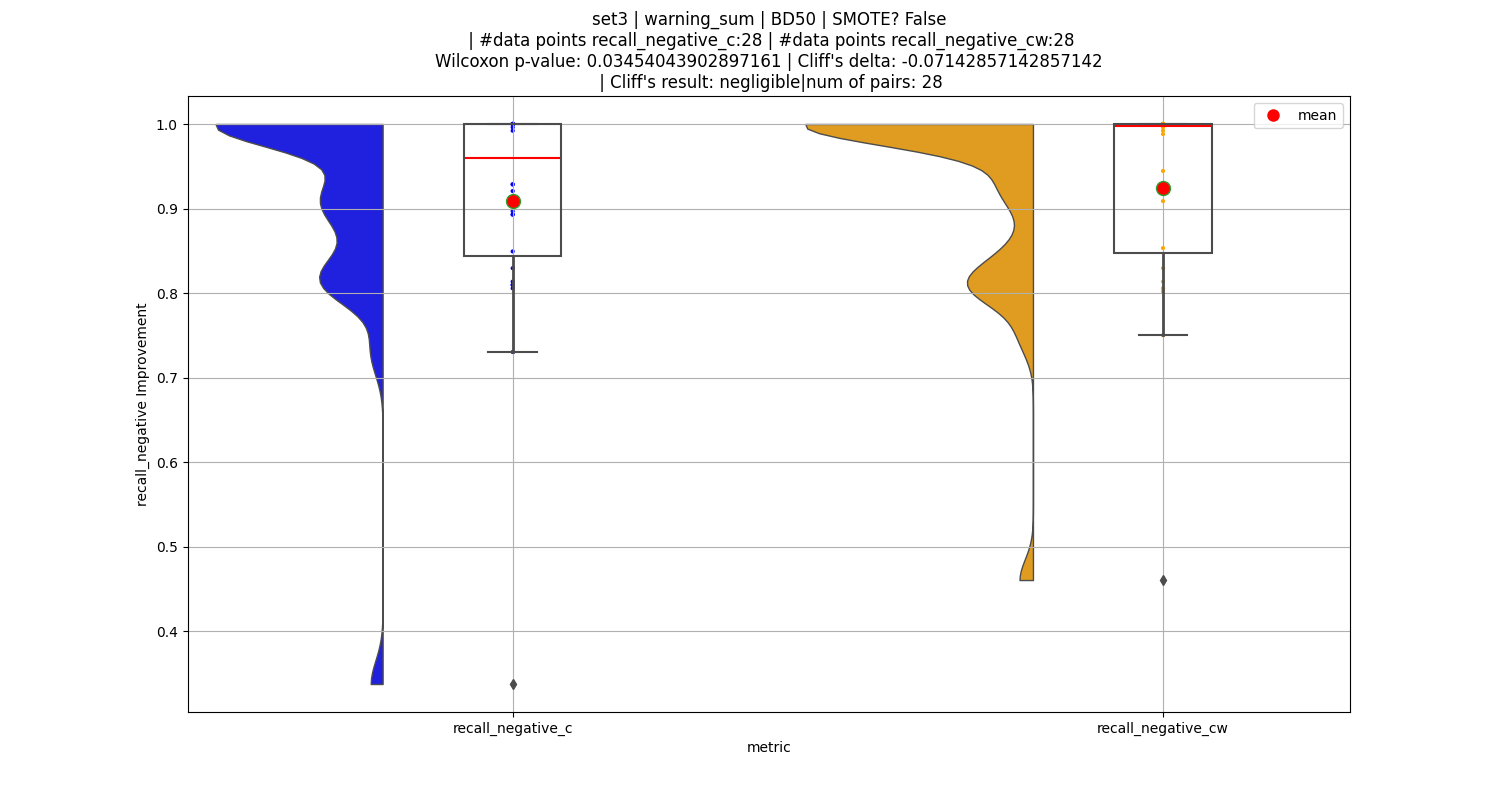 set3 | warning_sum | BD50 | SMOTE? False
| #data points recall_negative_c:28 | #data points recall_negative_cw:28
Wilcoxon p-value: 0.03454043902897161 | Cliff's delta: -0.07142857142857142
| Cliff's result: negligible|num of pairs: 28
mean
1.0
0.9
0.8
0.7
0.6
0.5
0.4
recall_negative Improvement
recall_negative_c
recall_negative_cw
metric